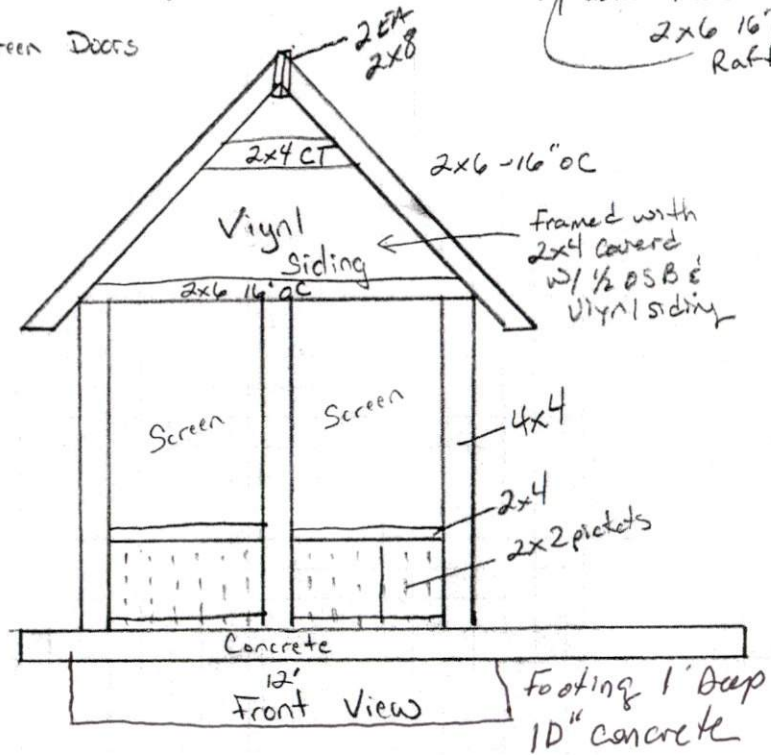 een Doors
2 EA
2x8
2x6 16"
Raft
2x4 CT
2x6 -16" OC
Viynl
Siding
framed with
2x4 coverd
w/ 1/2 OSB &
Viynl siding
2x6 16" OC
Screen
Screen
4x4
2x4
2x2 pickets
Concrete
12'
Front View
Footing 1' Deep
10" concrete